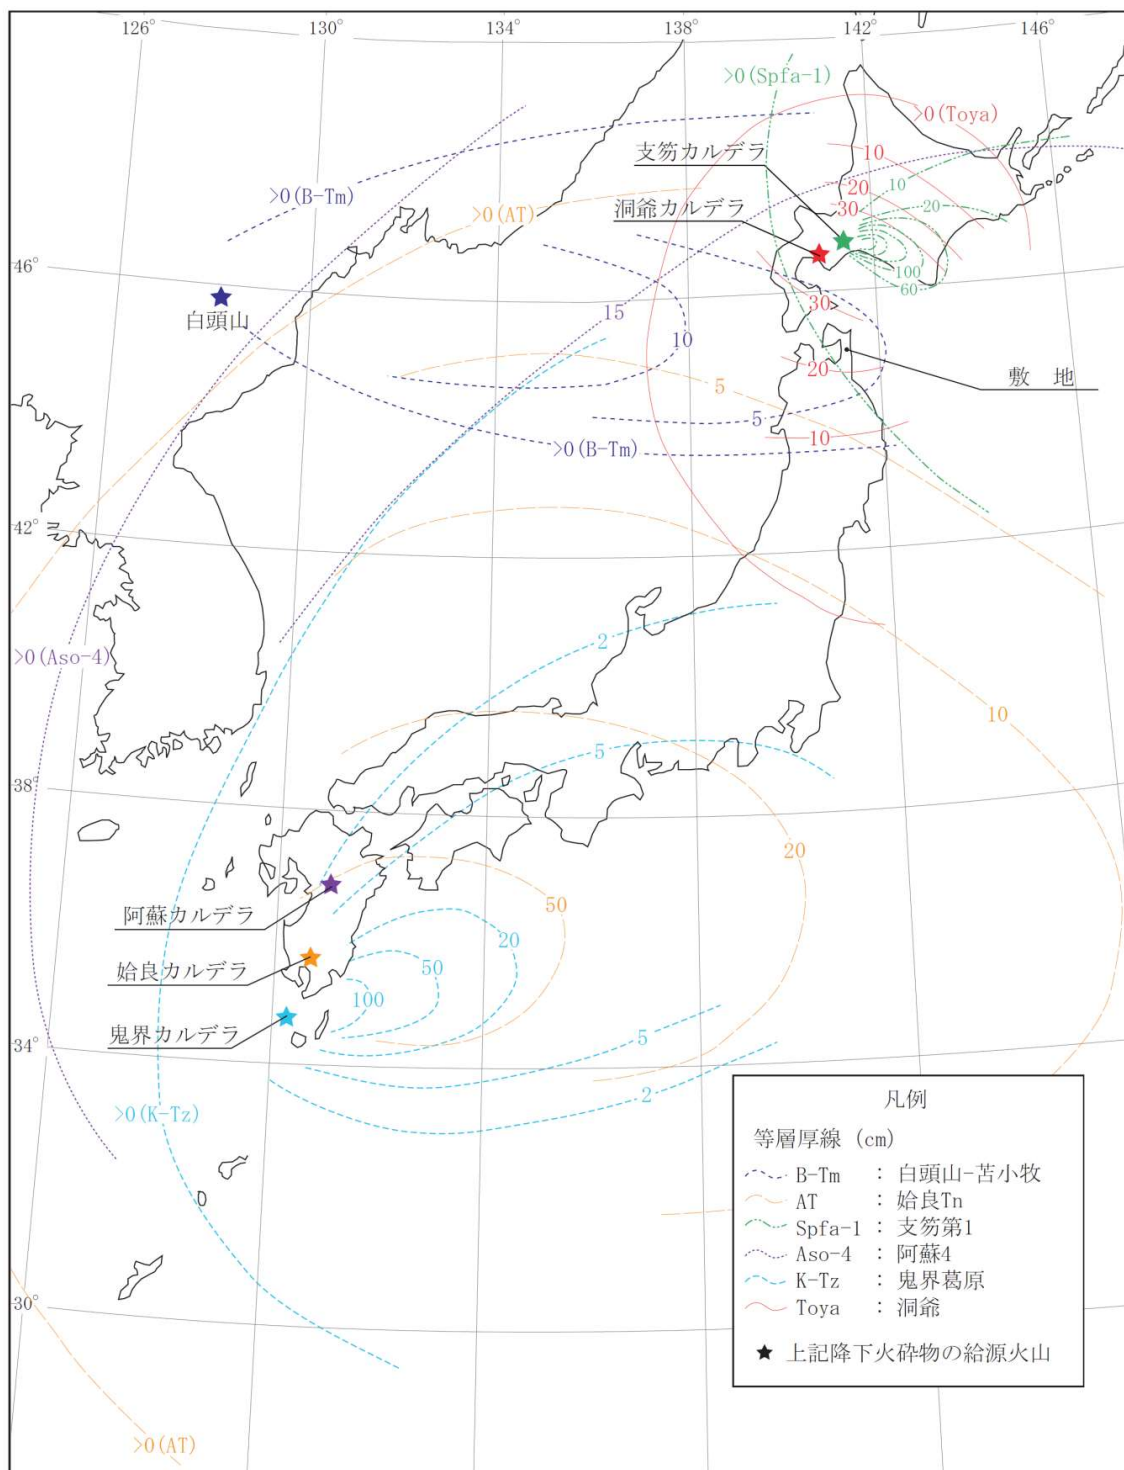 126°
130°
134°
138°
142°
146°
>0(Spfa-1)
>0(Toya)
支笏カルデラ
10
10
>0(B-Tm)
20
20
>0(AT)
洞爺カルデラ
30
46°
100
60
白頭山
15
30
10
20
敷　地
5
5
10
>0(B-Tm)
42°
2
>0(Aso-4)
10
5
38°
20
阿蘇カルデラ
50
20
始良カルデラ
50
100
鬼界カルデラ
34°
5
2
>0(K-Tz)
凡例
等層厚線 (cm)
B-Tm : 白頭山-苫小牧
AT : 姶良Tn
Spfa-1 : 支笏第1
Aso-4 : 阿蘇4
K-Tz : 鬼界葛原
Toya : 洞爺
★ 上記降下火砕物の給源火山
30°
>0(AT)